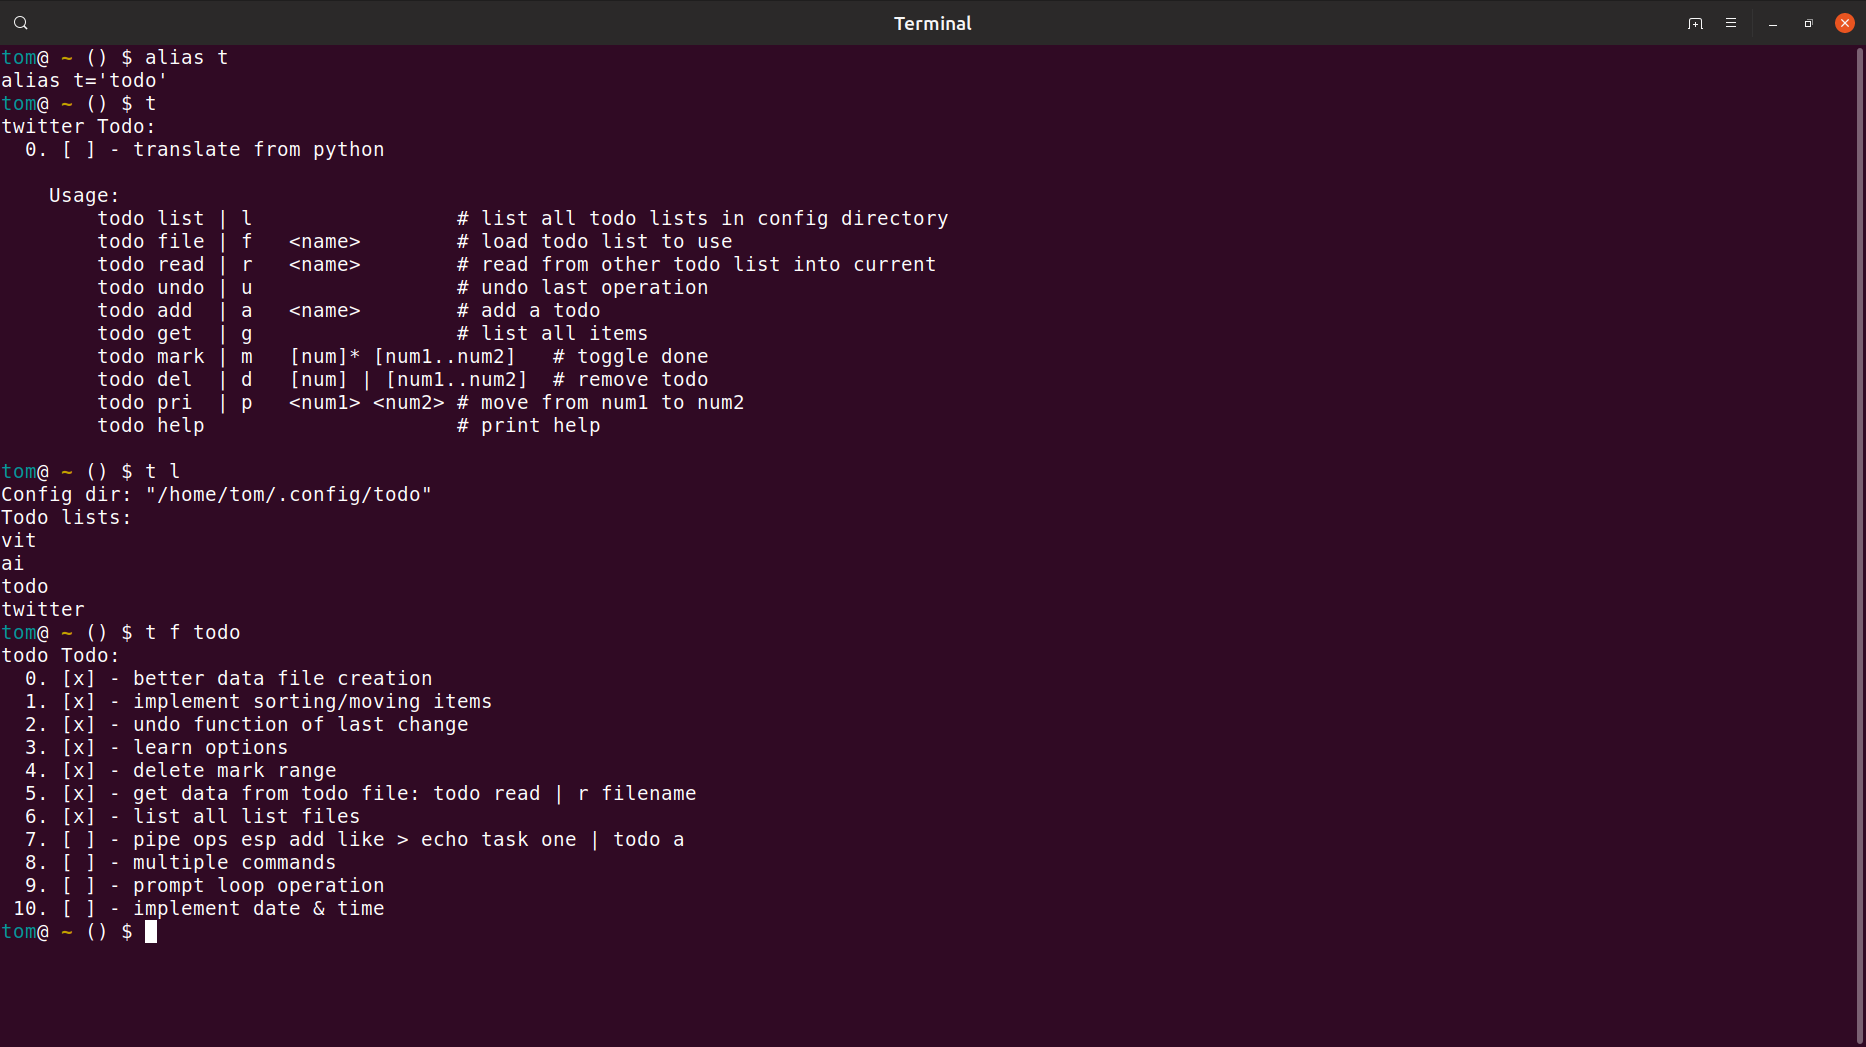 Terminal
tom@ ~ () $ alias t
alias t='todo'
tom@ ~ () $ t
twitter Todo:
  0. [ ] - translate from python

    Usage:
        todo list | l                 # list all todo lists in config directory
        todo file | f   <name>        # load todo list to use
        todo read | r   <name>        # read from other todo list into current
        todo undo | u                 # undo last operation
        todo add  | a   <name>        # add a todo
        todo get  | g                 # list all items
        todo mark | m   [num]* [num1..num2]   # toggle done
        todo del  | d   [num] | [num1..num2]  # remove todo
        todo pri  | p   <num1> <num2> # move from num1 to num2
        todo help                     # print help

tom@ ~ () $ t l
Config dir: "/home/tom/.config/todo"
Todo lists:
vit
ai
todo
twitter
tom@ ~ () $ t f todo
todo Todo:
  0. [x] - better data file creation
  1. [x] - implement sorting/moving items
  2. [x] - undo function of last change
  3. [x] - learn options
  4. [x] - delete mark range
  5. [x] - get data from todo file: todo read | r filename
  6. [x] - list all list files
  7. [ ] - pipe ops esp add like > echo task one | todo a
  8. [ ] - multiple commands
  9. [ ] - prompt loop operation
 10. [ ] - implement date & time
tom@ ~ () $